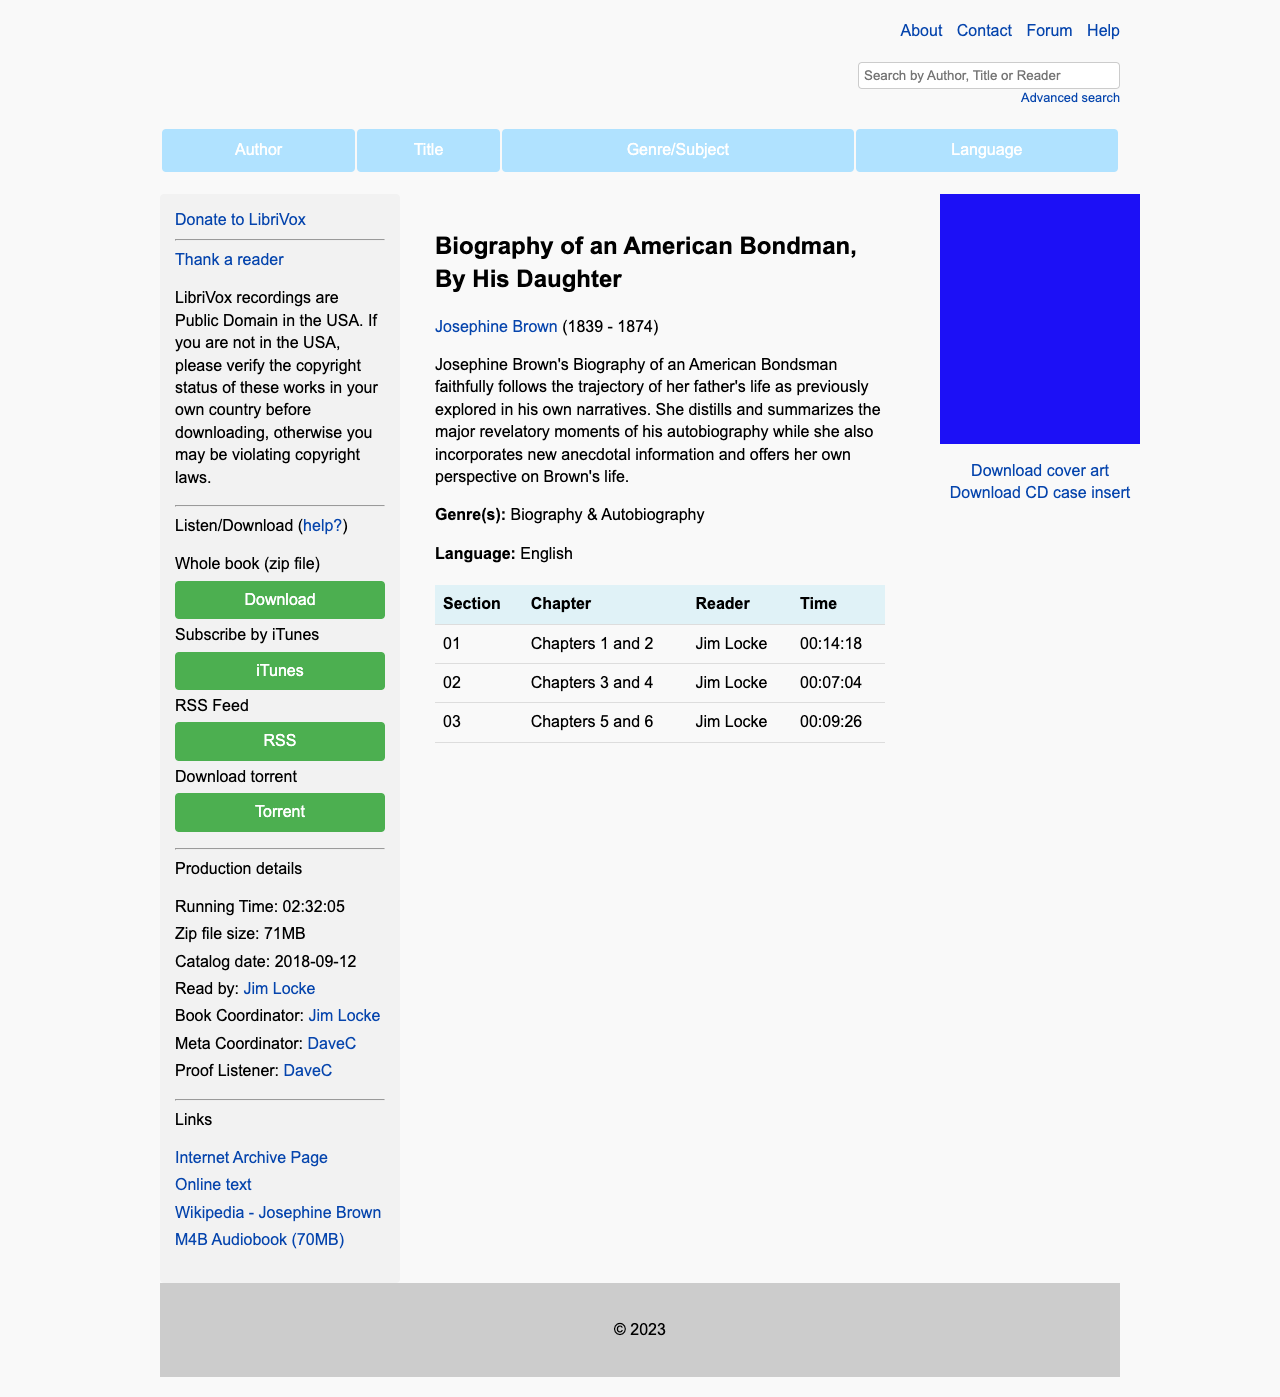 About Contact Forum Help
Search by Author, Title or Reader
Advanced search
Author Title Genre/Subject Language
Donate to LibriVox
Thank a reader
LibriVox recordings are
Public Domain in the USA. If
you are not in the USA,
please verify the copyright
status of these works in your
own country before
downloading, otherwise you
may be violating copyright
laws.
Listen/Download (help?)
Whole book (zip file)
Download
Subscribe by iTunes
iTunes
RSS Feed
RSS
Download torrent
Torrent
Production details
Running Time: 02:32:05
Zip file size: 71MB
Catalog date: 2018-09-12
Read by: Jim Locke
Book Coordinator: Jim Locke
Meta Coordinator: DaveC
Proof Listener: DaveC
Links
Internet Archive Page
Online text
Wikipedia - Josephine Brown
M4B Audiobook (70MB)
Biography of an American Bondman,
By His Daughter
Josephine Brown (1839 - 1874)
Josephine Brown's Biography of an American Bondsman
faithfully follows the trajectory of her father's life as previously
explored in his own narratives. She distills and summarizes the
major revelatory moments of his autobiography while she also
incorporates new anecdotal information and offers her own
perspective on Brown's life.
Genre(s): Biography & Autobiography
Language: English
Section Chapter Reader Time
01 Chapters 1 and 2 Jim Locke 00:14:18
02 Chapters 3 and 4 Jim Locke 00:07:04
03 Chapters 5 and 6 Jim Locke 00:09:26
Download cover art
Download CD case insert
© 2023